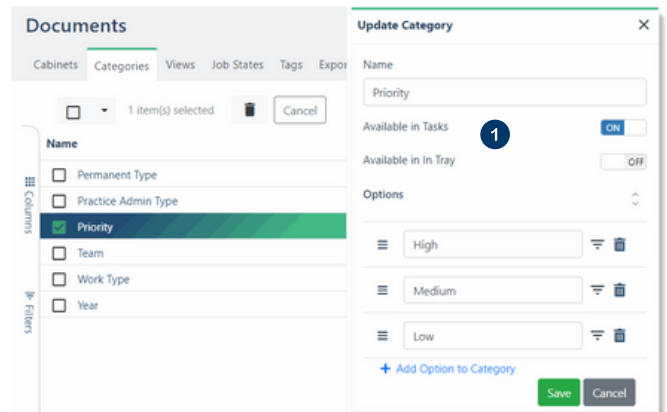 Documents
Cabinets Categories Views Job States Tags Expor
1 item(s) selected Cancel
Name
Permanent Type
Practice Admin Type
Priority
Team
Work Type
Year
Columns
Filters
Update Category
Name
Priority
Available in Tasks ON
1
Available in In Tray OFF
Options
High
Medium
Low
+ Add Option to Category
Save Cancel